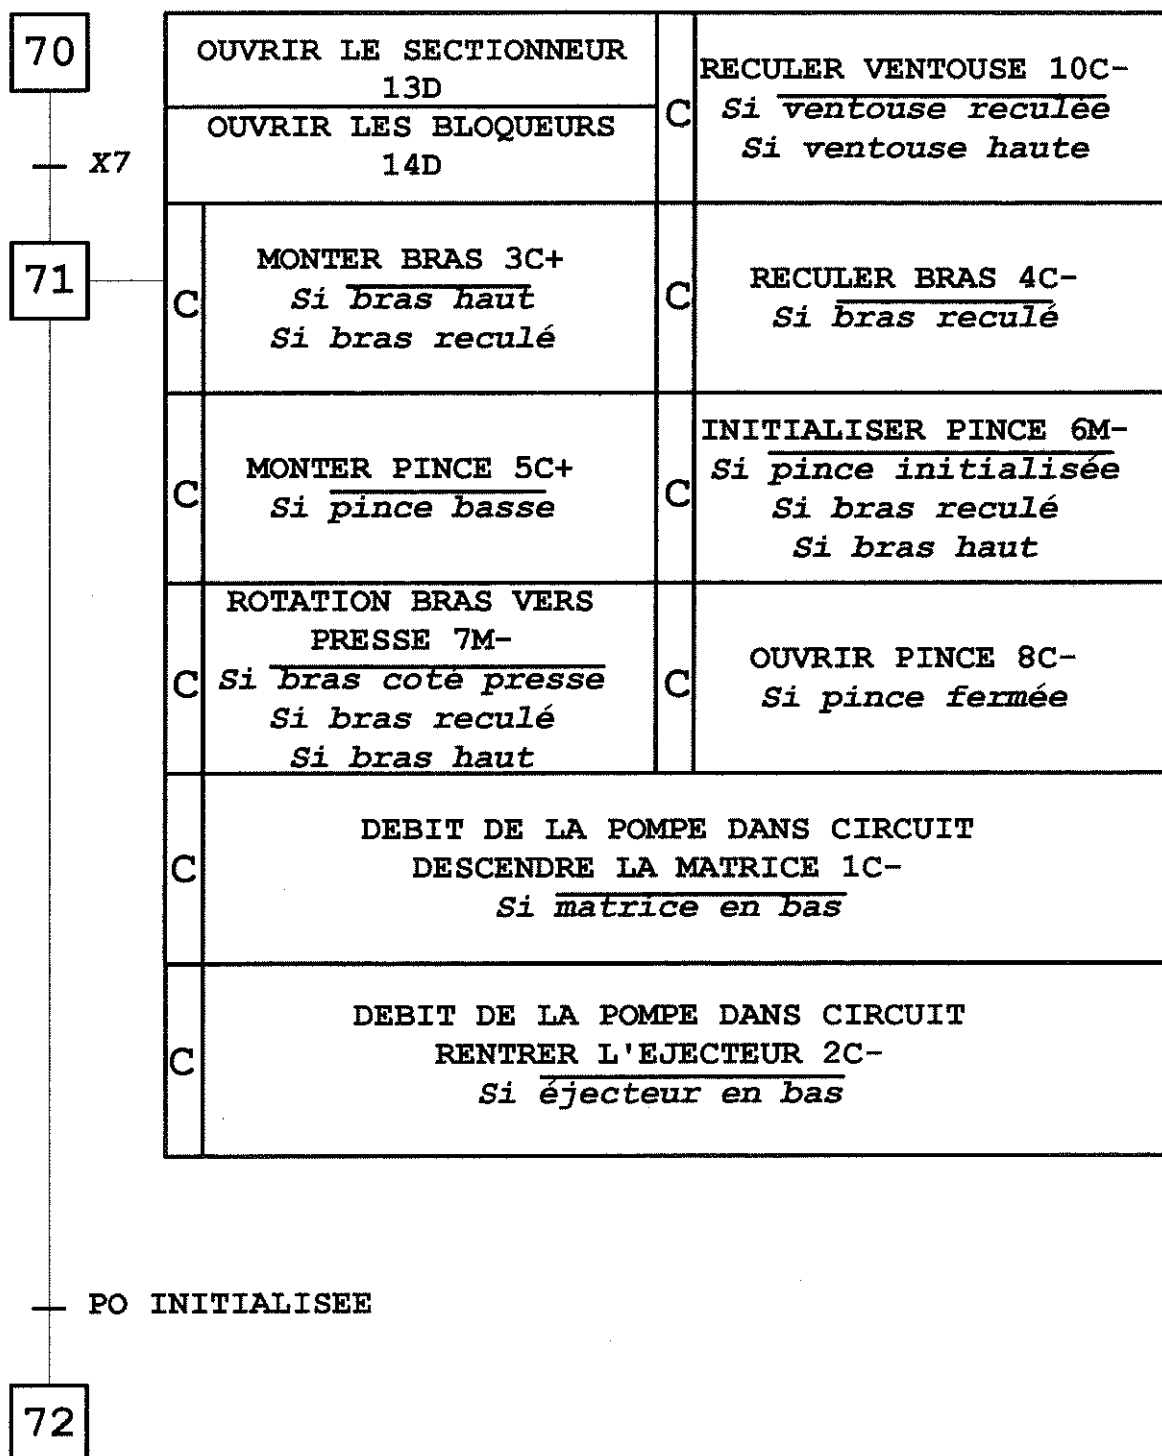 70
OUVRIR LE SECTIONNEUR
13D
OUVRIR LES BLOQUEURS
14D
C
RECULER VENTOUSE 10C-
Si ventouse reculée
Si ventouse haute
X7
71
C
MONTER BRAS 3C+
Si bras haut
Si bras reculé
C
RECULER BRAS 4C-
Si bras reculé
C
MONTER PINCE 5C+
Si pince basse
C
INITIALISER PINCE 6M-
Si pince initialisée
Si bras reculé
Si bras haut
C
ROTATION BRAS VERS
PRESSE 7M-
Si bras coté presse
Si bras reculé
Si bras haut
C
OUVRIR PINCE 8C-
Si pince fermée
C
DEBIT DE LA POMPE DANS CIRCUIT
DESCENDRE LA MATRICE 1C-
Si matrice en bas
C
DEBIT DE LA POMPE DANS CIRCUIT
RENTRER L'EJECTEUR 2C-
Si éjecteur en bas
PO INITIALISEE
72